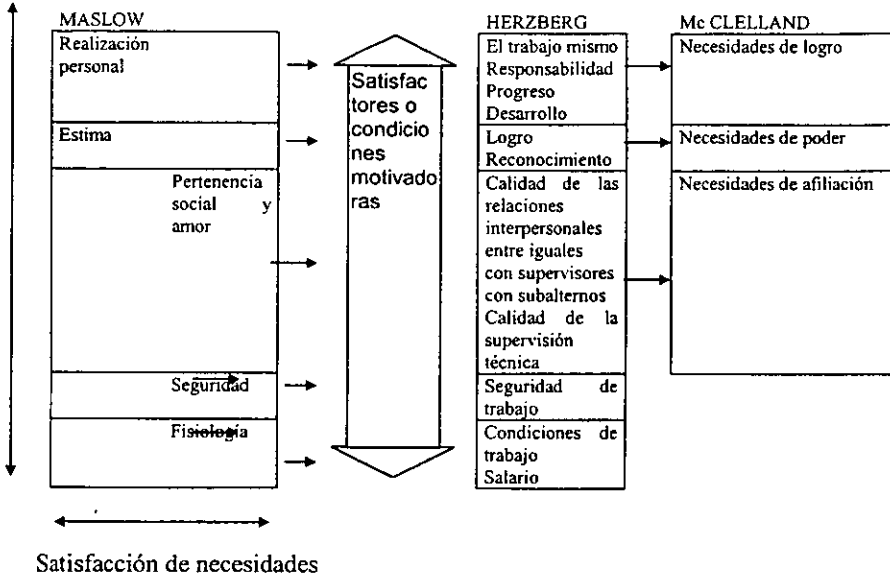 MASLOW
Realización
personal
Estima
Pertenencia
social y
amor
Seguridad
Fisiología
Satisfac
tores o
condicio
nes
motivado
ras
HERZBERG
El trabajo mismo
Responsabilidad
Progreso
Desarrollo
Logro
Reconocimiento
Calidad de las
relaciones
interpersonales
entre iguales
con supervisores
con subalternos
Calidad de la
supervisión
técnica
Seguridad de
trabajo
Condiciones de
trabajo
Salario
Mc CLELLAND
Necesidades de logro
Necesidades de poder
Necesidades de afiliación
Satisfacción de necesidades